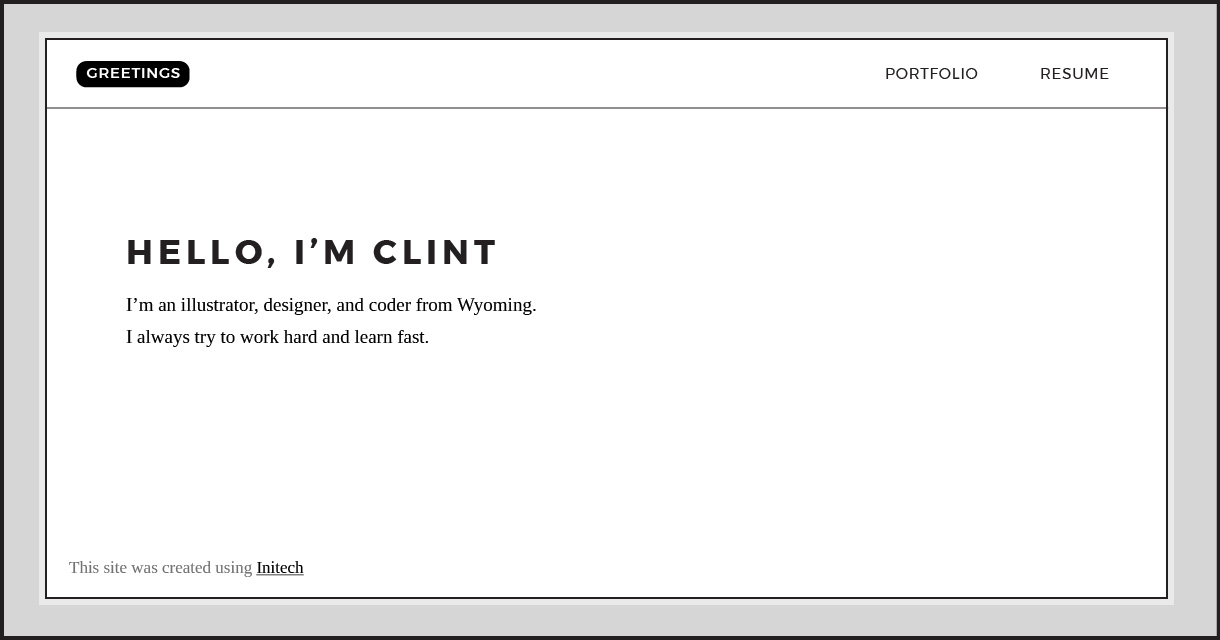 GREETINGS PORTFOLIO RESUME
HELLO, I’M CLINT
I’m an illustrator, designer, and coder from Wyoming.
I always try to work hard and learn fast.
This site was created using Initech